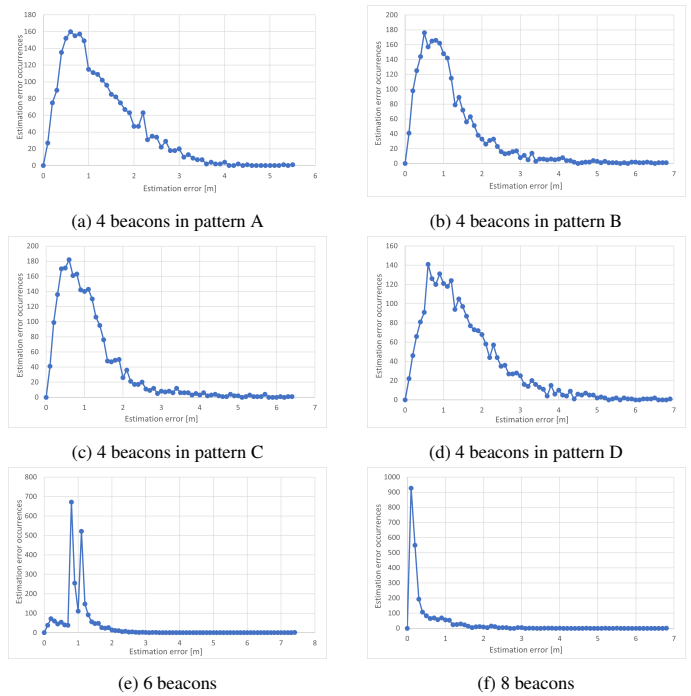 180
160
140
120
100
80
60
40
20
0
Estimation error occurrences
0 1 2 3 4 5 6
Estimation error [m]
(a) 4 beacons in pattern A
200
180
160
140
120
100
80
60
40
20
0
Estimation error occurrences
0 1 2 3 4 5 6 7
Estimation error [m]
(b) 4 beacons in pattern B
200
180
160
140
120
100
80
60
40
20
0
Estimation error occurrences
0 1 2 3 4 5 6 7
Estimation error [m]
(c) 4 beacons in pattern C
160
140
120
100
80
60
40
20
0
Estimation error occurrences
0 1 2 3 4 5 6 7
Estimation error [m]
(d) 4 beacons in pattern D
800
700
600
500
400
300
200
100
0
Estimation error occurrences
0 1 2 3 4 5 6 7 8
Estimation error [m]
(e) 6 beacons
1000
900
800
700
600
500
400
300
200
100
0
Estimation error occurrences
0 1 2 3 4 5 6 7
Estimation error [m]
(f) 8 beacons